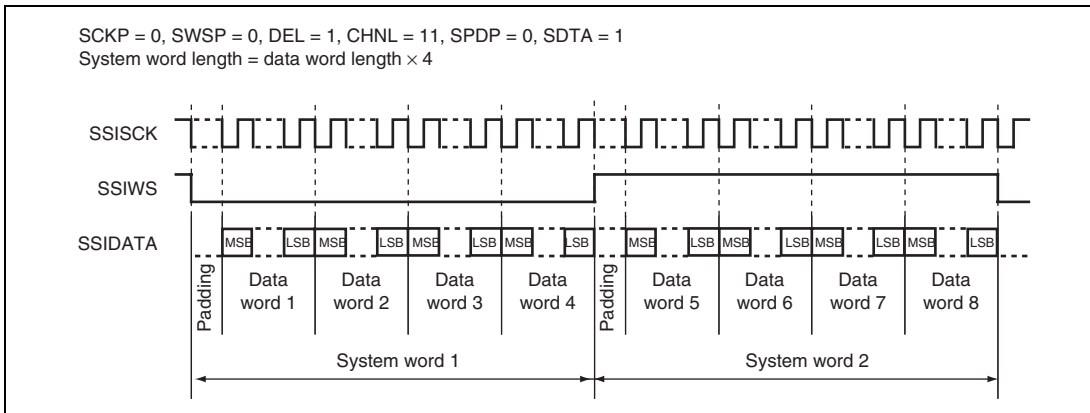 SCKP = 0, SWSP = 0, DEL = 1, CHNL = 11, SPDP = 0, SDTA = 1
System word length = data word length × 4
SSISCK
SSIWS
SSIDATA
MSB LSB MSB LSB MSB LSB MSB LSB MSB LSB MSB LSB MSB LSB MSB LSB
Padding
Data word 1
Data word 2
Data word 3
Data word 4
Padding
Data word 5
Data word 6
Data word 7
Data word 8
System word 1
System word 2